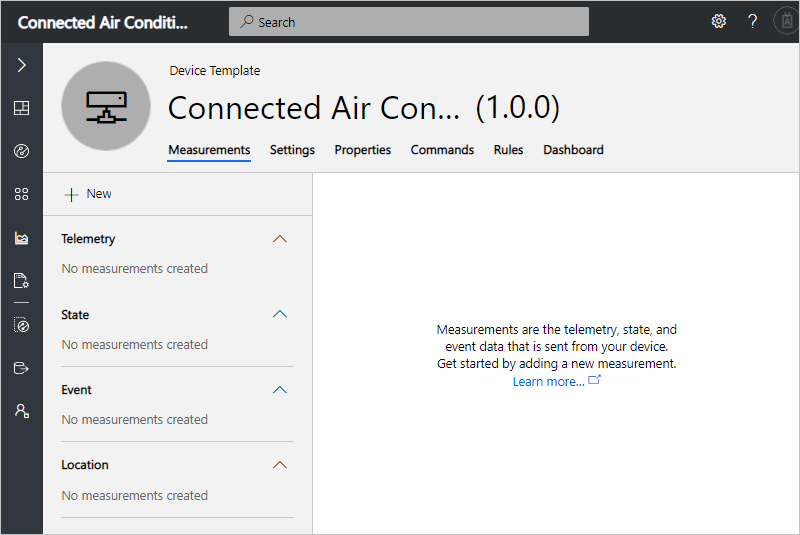 Connected Air Conditi...
Search
?
Device Template
Connected Air Con... (1.0.0)
Measurements Settings Properties Commands Rules Dashboard
New
Telemetry
No measurements created
State
No measurements created
Event
No measurements created
Location
No measurements created
Measurements are the telemetry, state, and
event data that is sent from your device.
Get started by adding a new measurement.
Learn more...